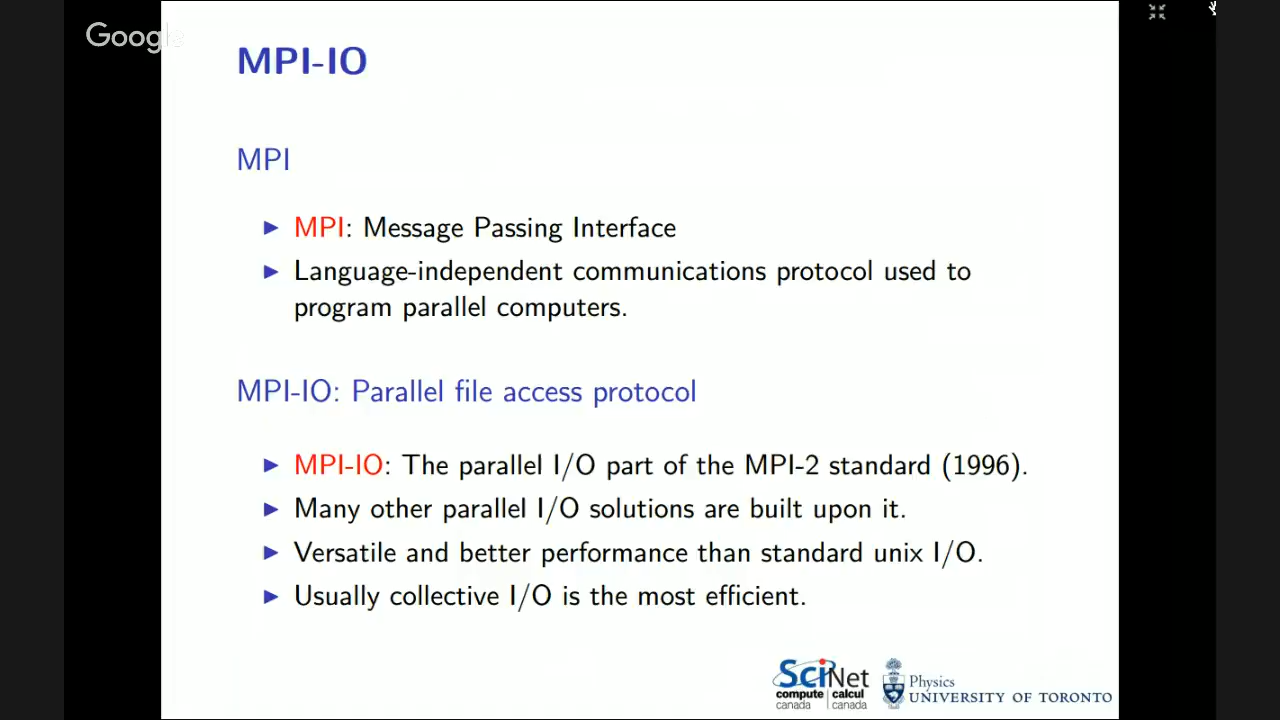 Google
MPI-IO
MPI
▶ MPI: Message Passing Interface
▶ Language-independent communications protocol used to
program parallel computers.
MPI-IO: Parallel file access protocol
▶ MPI-IO: The parallel I/O part of the MPI-2 standard (1996).
▶ Many other parallel I/O solutions are built upon it.
▶ Versatile and better performance than standard unix I/O.
▶ Usually collective I/O is the most efficient.
SciNet
compute | calcul
canada | canada
Physics
UNIVERSITY OF TORONTO